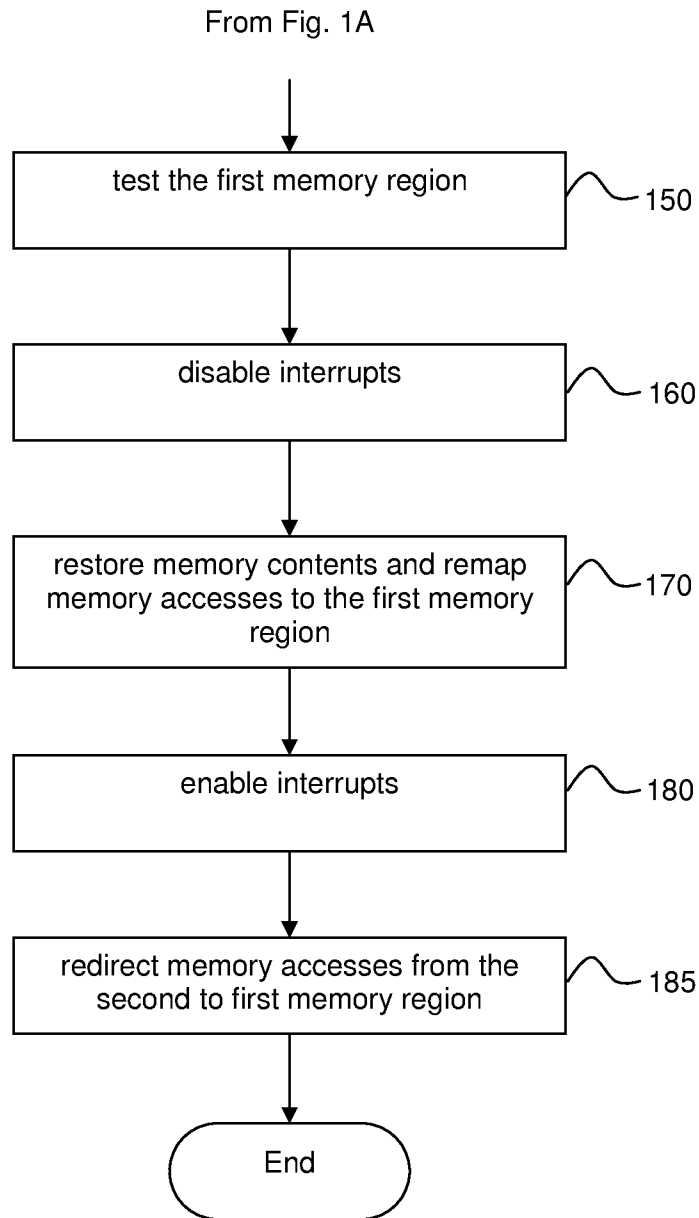 From Fig. 1A
test the first memory region
150
disable interrupts
160
restore memory contents and remap
memory accesses to the first memory
region
170
enable interrupts
180
redirect memory accesses from the
second to first memory region
185
End